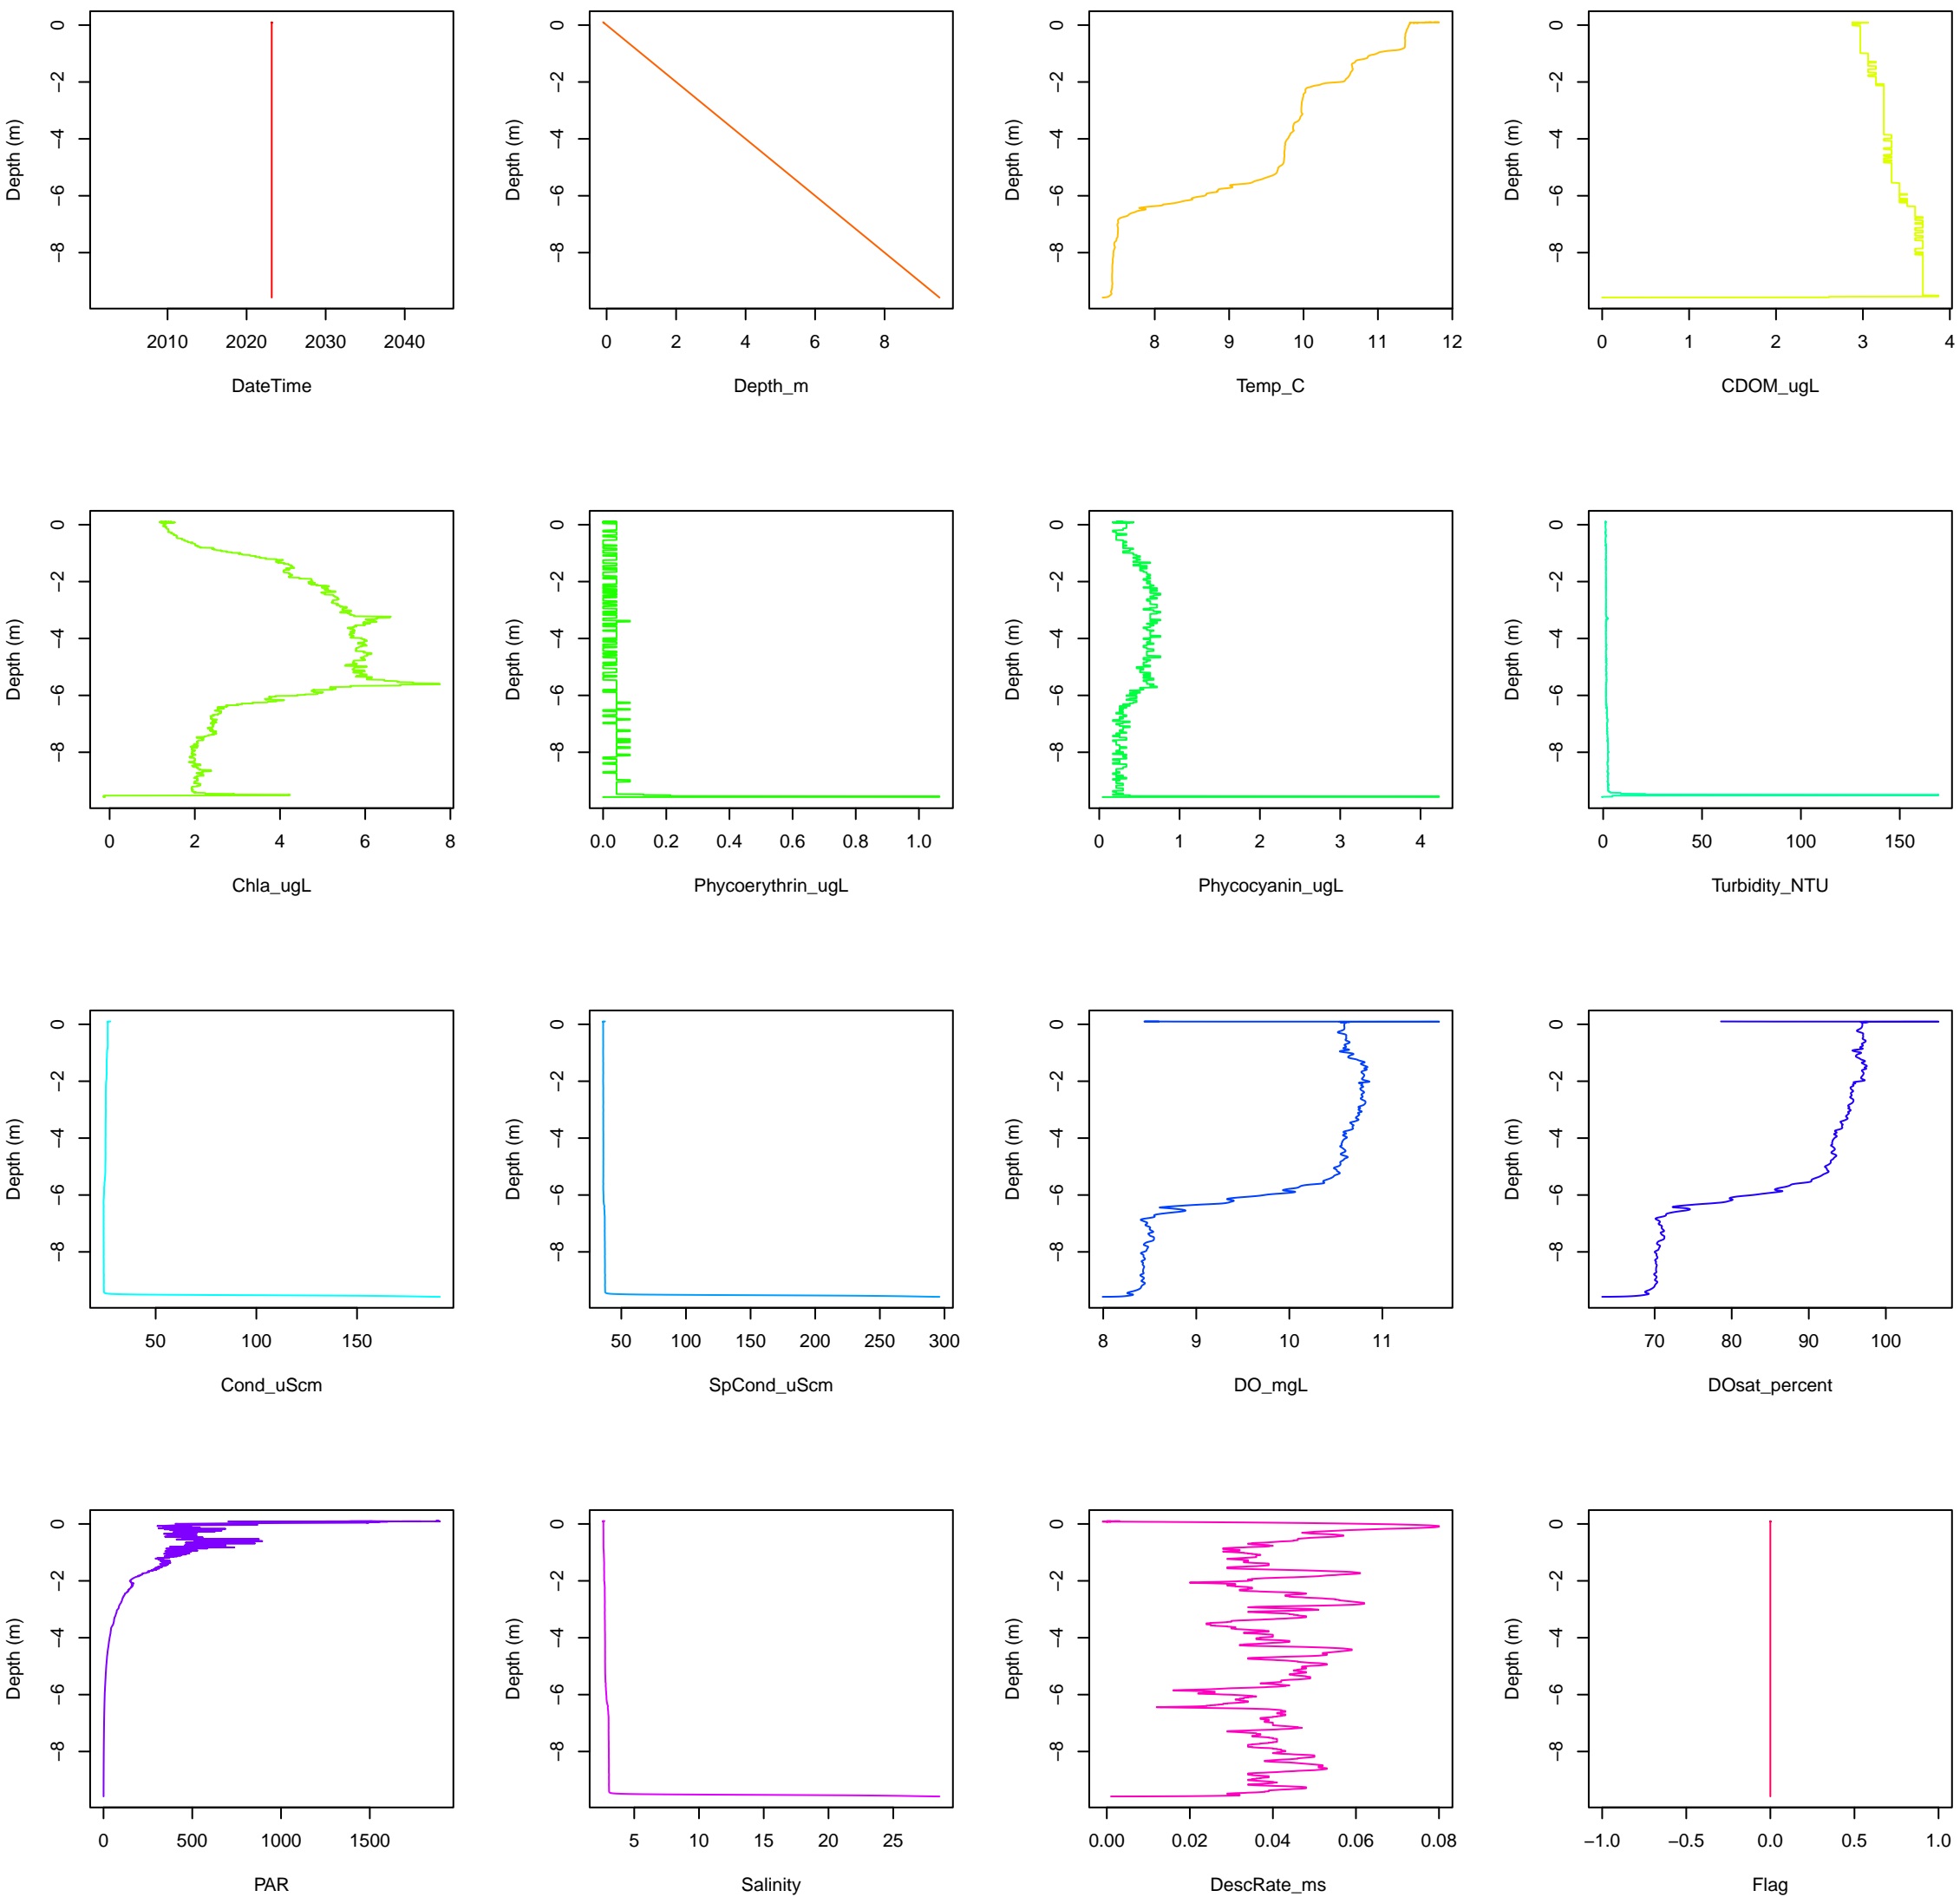 0
−2
−4
−6
−8
Depth (m)
2010 2020 2030 2040
DateTime
0
−2
−4
−6
−8
Depth (m)
0 2 4 6 8
Depth_m
0
−2
−4
−6
−8
Depth (m)
8 9 10 11 12
Temp_C
0
−2
−4
−6
−8
Depth (m)
0 1 2 3 4
CDOM_ugL
0
−2
−4
−6
−8
Depth (m)
0 2 4 6 8
Chla_ugL
0
−2
−4
−6
−8
Depth (m)
0.0 0.2 0.4 0.6 0.8 1.0
Phycoerythrin_ugL
0
−2
−4
−6
−8
Depth (m)
0 1 2 3 4
Phycocyanin_ugL
0
−2
−4
−6
−8
Depth (m)
0 50 100 150
Turbidity_NTU
0
−2
−4
−6
−8
Depth (m)
50 100 150
Cond_uScm
0
−2
−4
−6
−8
Depth (m)
50 100 150 200 250 300
SpCond_uScm
0
−2
−4
−6
−8
Depth (m)
8 9 10 11
DO_mgL
0
−2
−4
−6
−8
Depth (m)
70 80 90 100
DOsat_percent
0
−2
−4
−6
−8
Depth (m)
0 500 1000 1500
PAR
0
−2
−4
−6
−8
Depth (m)
5 10 15 20 25
Salinity
0
−2
−4
−6
−8
Depth (m)
0.00 0.02 0.04 0.06 0.08
DescRate_ms
0
−2
−4
−6
−8
Depth (m)
−1.0 −0.5 0.0 0.5 1.0
Flag